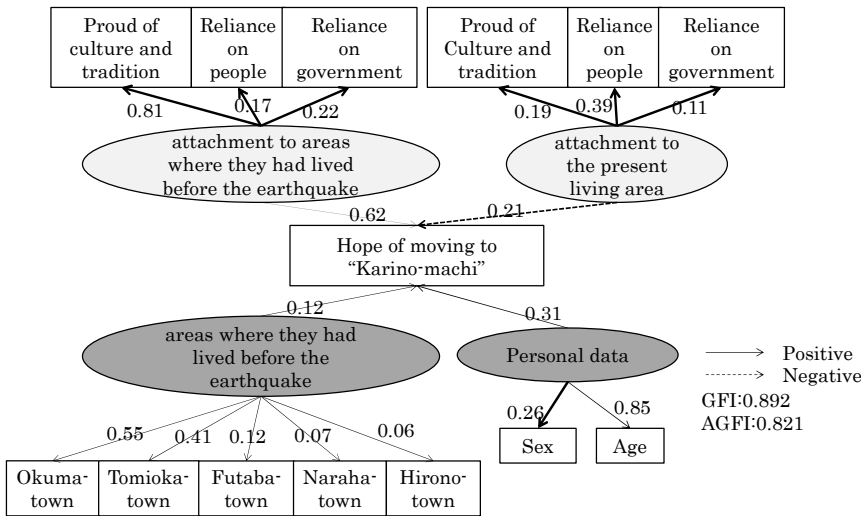 Proud of
culture and
tradition
Reliance
on
people
Reliance
on
government
Proud of
Culture and
tradition
Reliance
on
people
Reliance
on
government
0.81
0.17
0.22
0.19
0.39
0.11
attachment to areas
where they had lived
before the earthquake
attachment to
the present
living area
0.62
0.21
Hope of moving to
“Karino-machi”
0.12
0.31
areas where they had
lived before the
earthquake
Personal data
Positive
Negative
GFI:0.892
AGFI:0.821
0.55
0.41
0.12
0.07
0.06
0.26
0.85
Sex
Age
Okuma-
town
Tomioka-
town
Futaba-
town
Naraha-
town
Hirono-
town